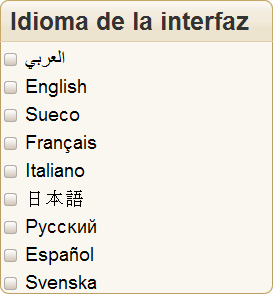 Idioma de la interfaz
العربي
English
Sueco
Français
Italiano
日本語
Русский
Español
Svenska